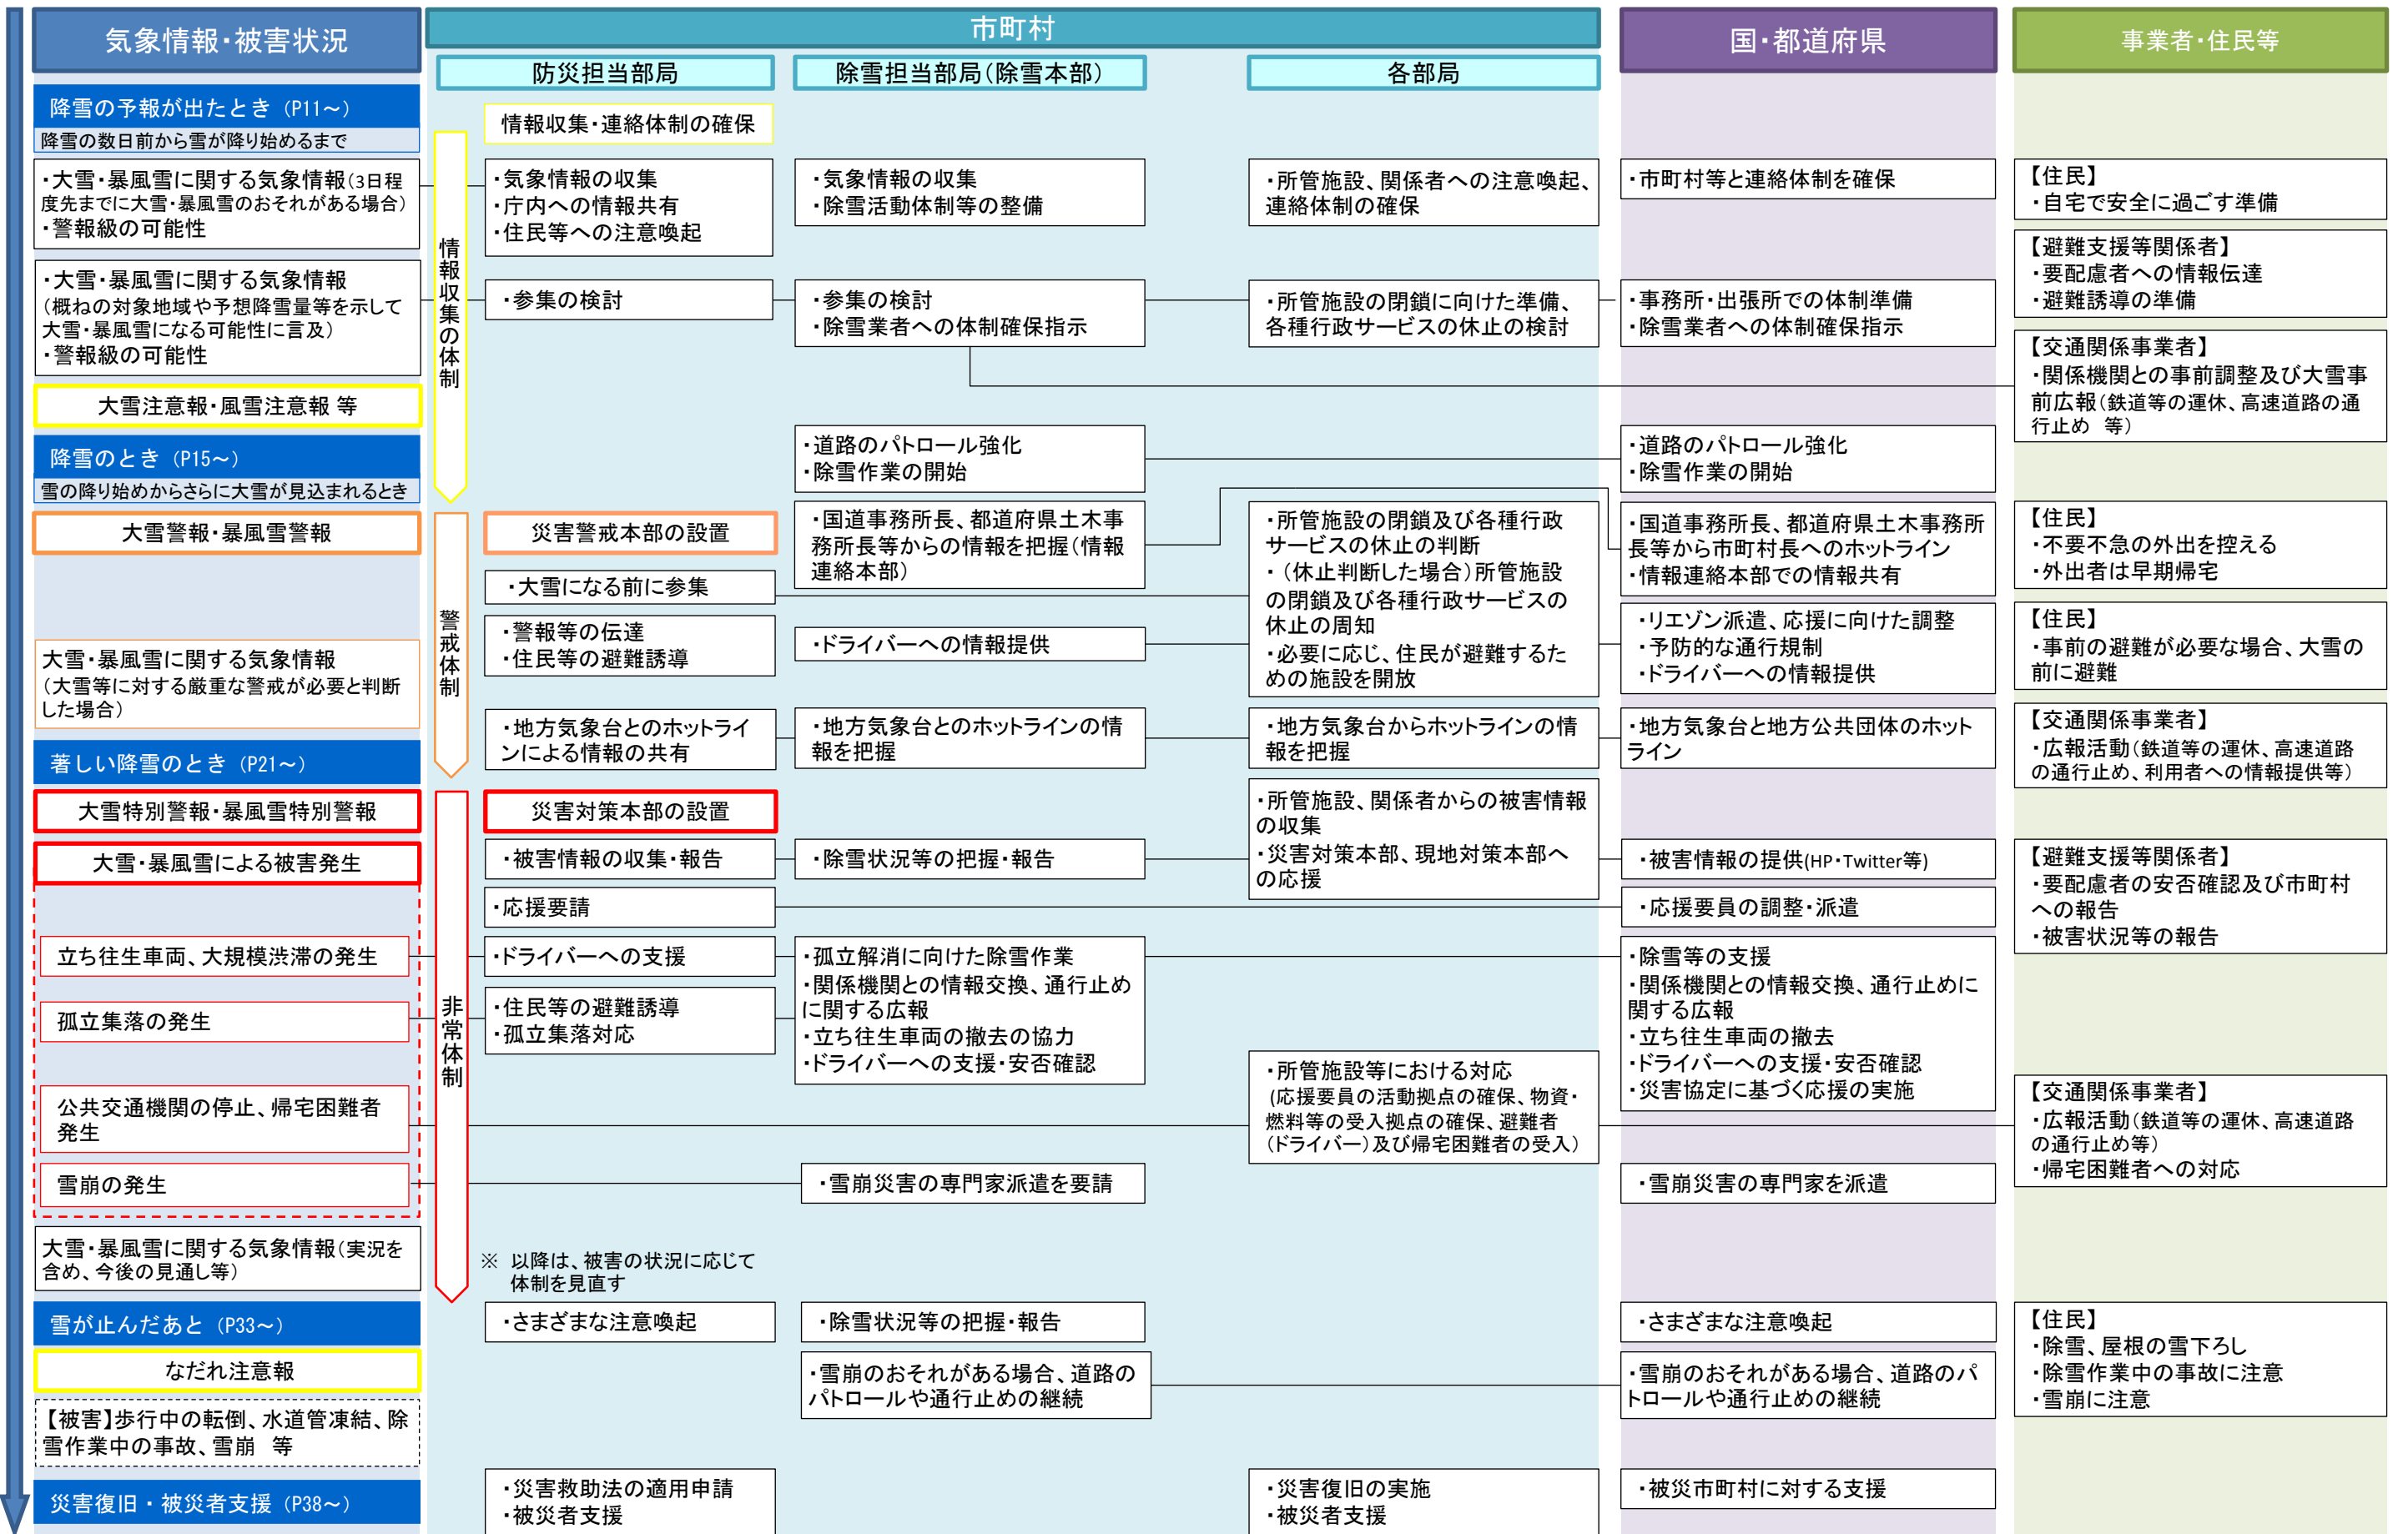 気象情報・被害状況
市町村
国・都道府県
事業者・住民等
防災担当部局
除雪担当部局（除雪本部）
各部局
降雪の予報が出たとき（P11～）
降雪の数日前から雪が降り始めるまで
情報収集・連絡体制の確保
情報収集の体制
・大雪・暴風雪に関する気象情報（3日程
度先までに大雪・暴風雪のおそれがある場合）
・警報級の可能性
・気象情報の収集
・庁内への情報共有
・住民等への注意喚起
・気象情報の収集
・除雪活動体制等の整備
・所管施設、関係者への注意喚起、
連絡体制の確保
・市町村等と連絡体制を確保
【住民】
・自宅で安全に過ごす準備
【避難支援等関係者】
・要配慮者への情報伝達
・避難誘導の準備
・大雪・暴風雪に関する気象情報
（概ねの対象地域や予想降雪量等を示して
大雪・暴風雪になる可能性に言及）
・警報級の可能性
・参集の検討
・参集の検討
・除雪業者への体制確保指示
・所管施設の閉鎖に向けた準備、
各種行政サービスの休止の検討
・事務所・出張所での体制準備
・除雪業者への体制確保指示
【交通関係事業者】
・関係機関との事前調整及び大雪事
前広報（鉄道等の運休、高速道路の通
行止め　等）
大雪注意報・風雪注意報 等
降雪のとき（P15～）
雪の降り始めからさらに大雪が見込まれるとき
・道路のパトロール強化
・除雪作業の開始
・道路のパトロール強化
・除雪作業の開始
大雪警報・暴風雪警報
警戒体制
災害警戒本部の設置
・大雪になる前に参集
・警報等の伝達
・住民等の避難誘導
・国道事務所長、都道府県土木事
務所長等からの情報を把握（情報
連絡本部）
・ドライバーへの情報提供
・所管施設の閉鎖及び各種行政
サービスの休止の判断
・（休止判断した場合）所管施設
の閉鎖及び各種行政サービスの
休止の周知
・必要に応じ、住民が避難するた
めの施設を開放
・国道事務所長、都道府県土木事務所
長等から市町村長へのホットライン
・情報連絡本部での情報共有
・リエゾン派遣、応援に向けた調整
・予防的な通行規制
・ドライバーへの情報提供
【住民】
・不要不急の外出を控える
・外出者は早期帰宅
【住民】
・事前の避難が必要な場合、大雪の
前に避難
大雪・暴風雪に関する気象情報
（大雪等に対する厳重な警戒が必要と判断
した場合）
・地方気象台とのホットライ
ンによる情報の共有
・地方気象台とのホットラインの情
報を把握
・地方気象台からホットラインの情
報を把握
・地方気象台と地方公共団体のホット
ライン
【交通関係事業者】
・広報活動（鉄道等の運休、高速道路
の通行止め、利用者への情報提供等）
著しい降雪のとき（P21～）
大雪特別警報・暴風雪特別警報
大雪・暴風雪による被害発生
非常体制
災害対策本部の設置
・被害情報の収集・報告
・除雪状況等の把握・報告
・所管施設、関係者からの被害情報
の収集
・災害対策本部、現地対策本部へ
の応援
・被害情報の提供(HP・Twitter等)
【避難支援等関係者】
・要配慮者の安否確認及び市町村
への報告
・被害状況等の報告
・応援要請
・応援要員の調整・派遣
立ち往生車両、大規模渋滞の発生
・ドライバーへの支援
・孤立解消に向けた除雪作業
・関係機関との情報交換、通行止め
に関する広報
・立ち往生車両の撤去の協力
・ドライバーへの支援・安否確認
・除雪等の支援
・関係機関との情報交換、通行止めに
関する広報
・立ち往生車両の撤去
・ドライバーへの支援・安否確認
・災害協定に基づく応援の実施
孤立集落の発生
・住民等の避難誘導
・孤立集落対応
公共交通機関の停止、帰宅困難者
発生
・所管施設等における対応
（応援要員の活動拠点の確保、物資・
燃料等の受入拠点の確保、避難者
（ドライバー）及び帰宅困難者の受入）
【交通関係事業者】
・広報活動（鉄道等の運休、高速道路
の通行止め等）
・帰宅困難者への対応
雪崩の発生
・雪崩災害の専門家派遣を要請
・雪崩災害の専門家を派遣
大雪・暴風雪に関する気象情報（実況を
含め、今後の見通し等）
※ 以降は、被害の状況に応じて
体制を見直す
雪が止んだあと（P33～）
・さまざまな注意喚起
・除雪状況等の把握・報告
・さまざまな注意喚起
【住民】
・除雪、屋根の雪下ろし
・除雪作業中の事故に注意
・雪崩に注意
なだれ注意報
・雪崩のおそれがある場合、道路の
パトロールや通行止めの継続
・雪崩のおそれがある場合、道路のパ
トロールや通行止めの継続
【被害】歩行中の転倒、水道管凍結、除
雪作業中の事故、雪崩　等
災害復旧・被災者支援（P38～）
・災害救助法の適用申請
・被災者支援
・災害復旧の実施
・被災者支援
・被災市町村に対する支援